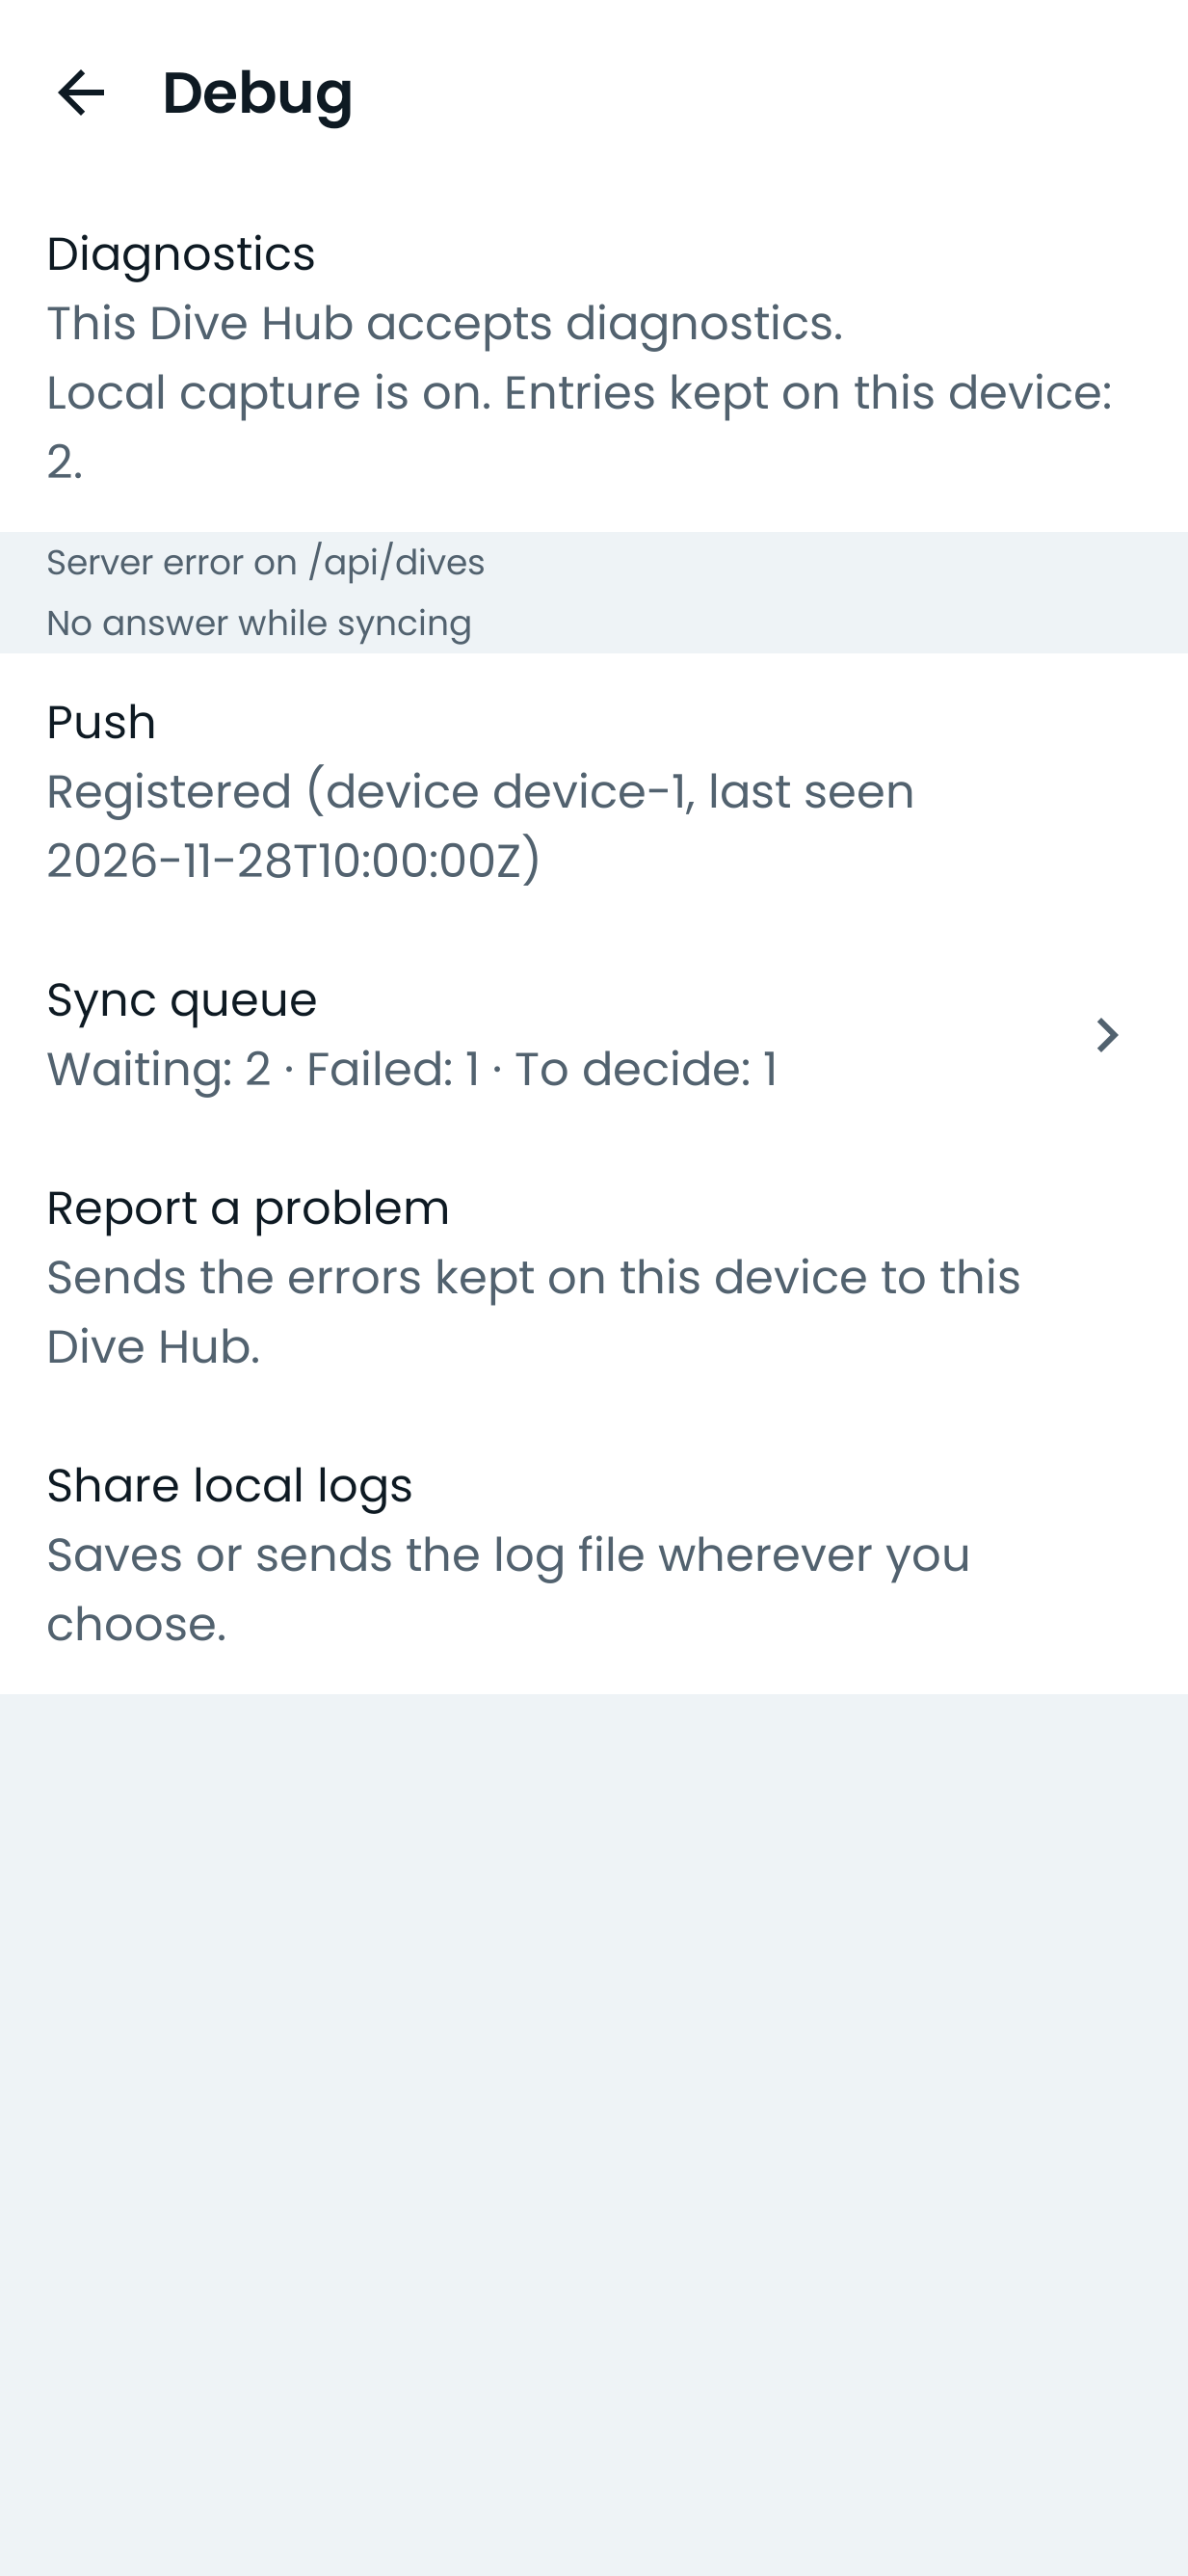 Debug
Diagnostics
This Dive Hub accepts diagnostics.
Local capture is on. Entries kept on this device:
2.
Server error on /api/dives
No answer while syncing
Push
Registered (device device-1, last seen
2026-11-28T10:00:00Z)
Sync queue
Waiting: 2 · Failed: 1 · To decide: 1
Report a problem
Sends the errors kept on this device to this
Dive Hub.
Share local logs
Saves or sends the log file wherever you
choose.